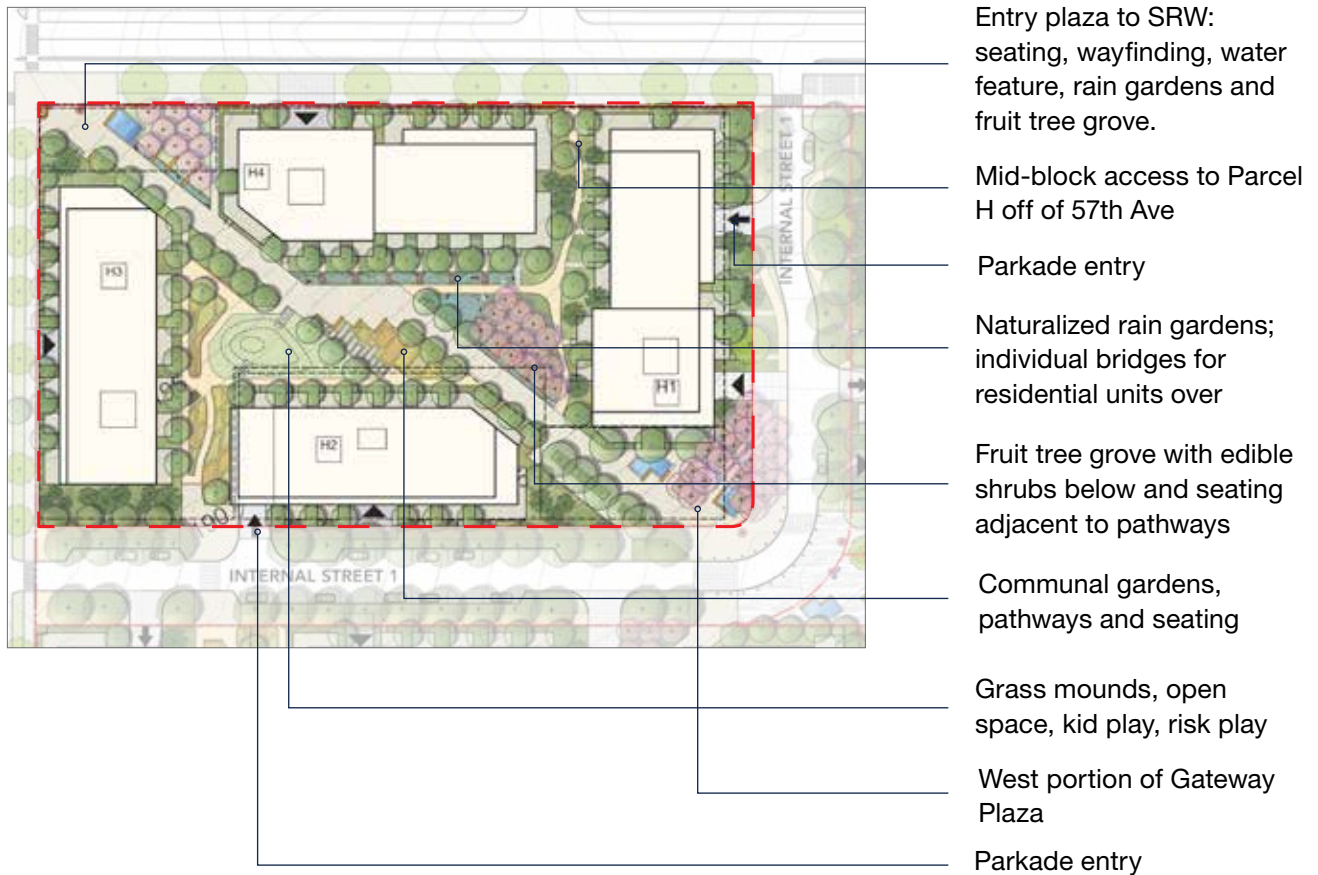 Entry plaza to SRW:
seating, wayfinding, water
feature, rain gardens and
fruit tree grove.
Mid-block access to Parcel
H off of 57th Ave
Parkade entry
Naturalized rain gardens;
individual bridges for
residential units over
Fruit tree grove with edible
shrubs below and seating
adjacent to pathways
Communal gardens,
pathways and seating
Grass mounds, open
space, kid play, risk play
West portion of Gateway
Plaza
Parkade entry
H4
H3
H1
H2
INTERNAL STREET 1
INTERNAL STREET 1
190